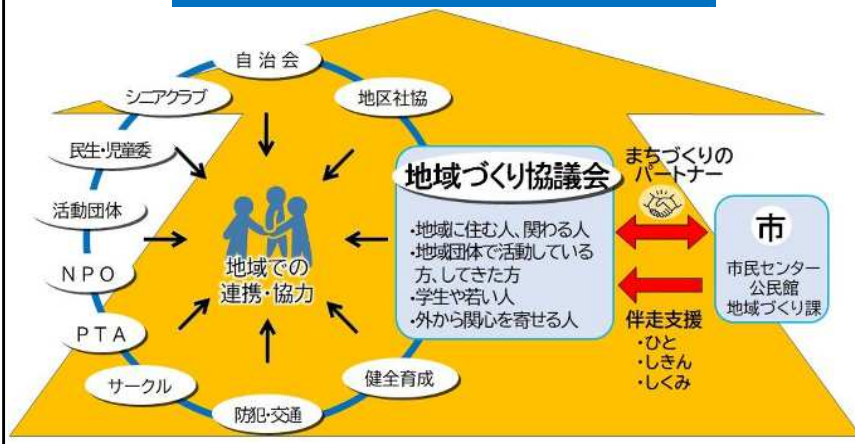 自治会
シニアクラブ
地区社協
民生・児童委
活動団体
NPO
PTA
サークル
防犯・交通
健全育成
地域での
連携・協力
地域づくり協議会
・地域に住む人、関わる人
・地域団体で活動している
方、してきた方
・学生や若い人
・外から関心を寄せる人
まちづくりの
パートナー
伴走支援
・ひと
・しきん
・しくみ
市
市民センター
公民館
地域づくり課